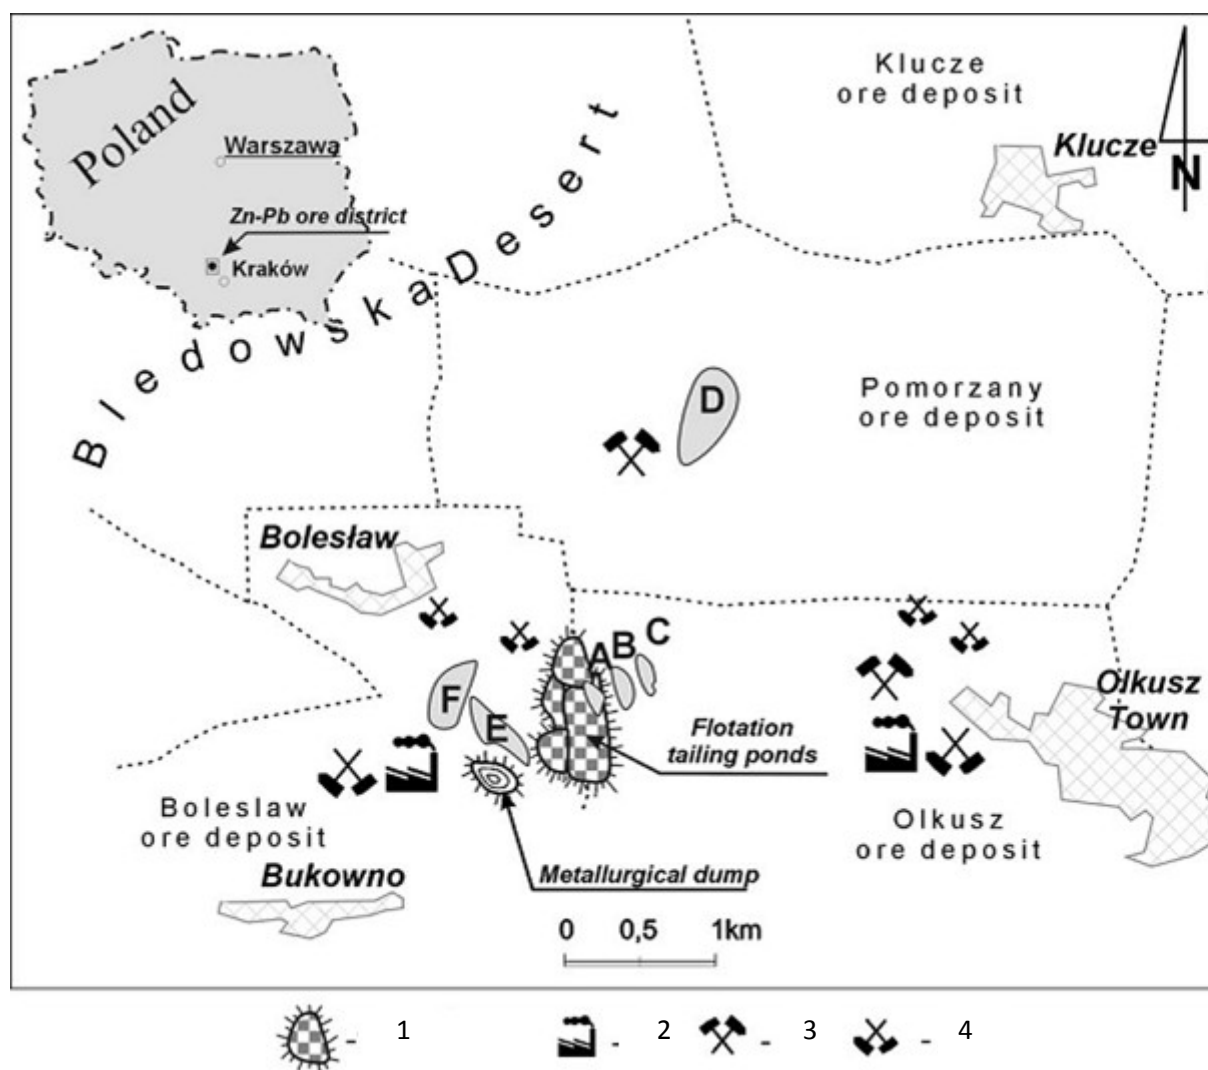 Klucze
ore deposit
Poland
Warszawa
Klucze
N
Zn-Pb ore district
Kraków
Bledowska Desert
D
Pomorzany
ore deposit
Bolesław
A
B
C
F
E
Olkusz
Town
Flotation
tailing ponds
Boleslaw
ore deposit
Olkusz
ore deposit
Bukowno
Metallurgical dump
0 0,5 1km
- 1 - 2 - 3 - 4